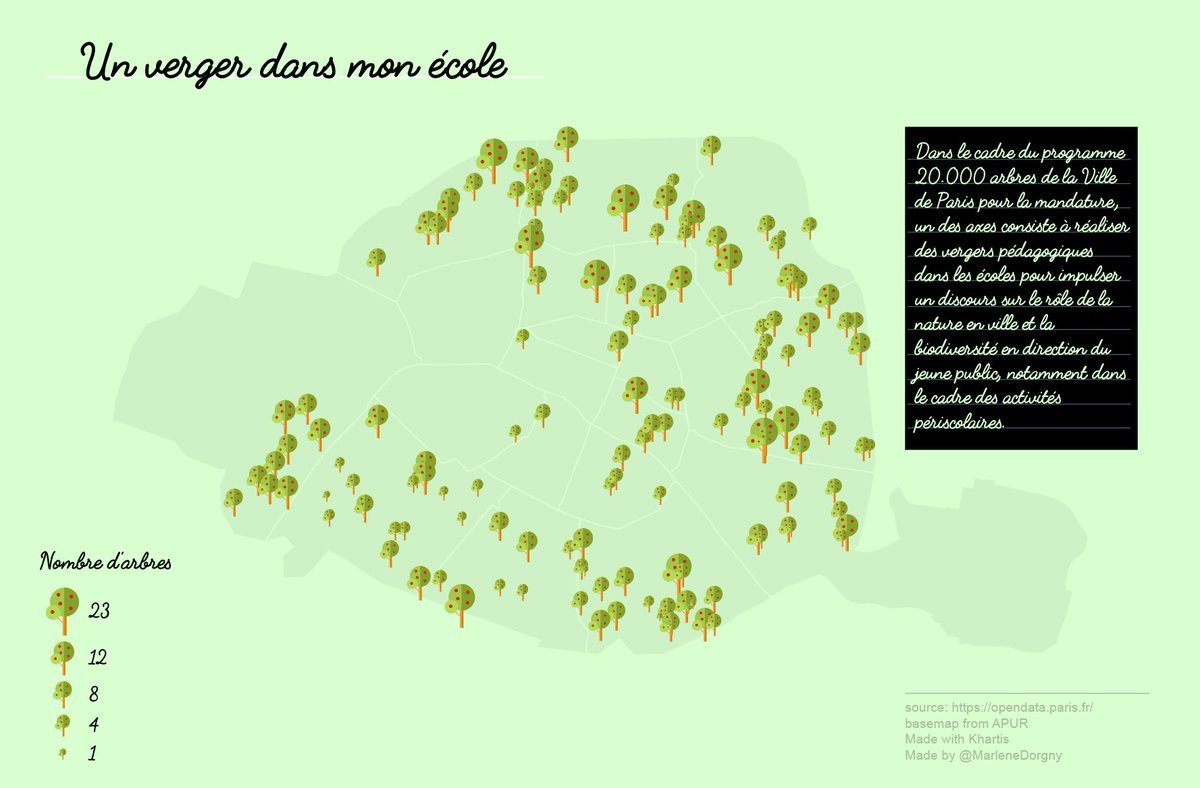 Un verger dans mon école
Dans le cadre du programme
20.000 arbres de la Ville
de Paris pour la mandature,
un des axes consiste à réaliser
des vergers pédagogiques
dans les écoles pour impulser
un discours sur le rôle de la
nature en ville et la
biodiversité en direction du
jeune public, notamment dans
le cadre des activités
périscolaires.
Nombre d'arbres
23
12
8
4
1
source: https://opendata.paris.fr/
basemap from APUR
Made with Khartis
Made by @MarleneDorgny